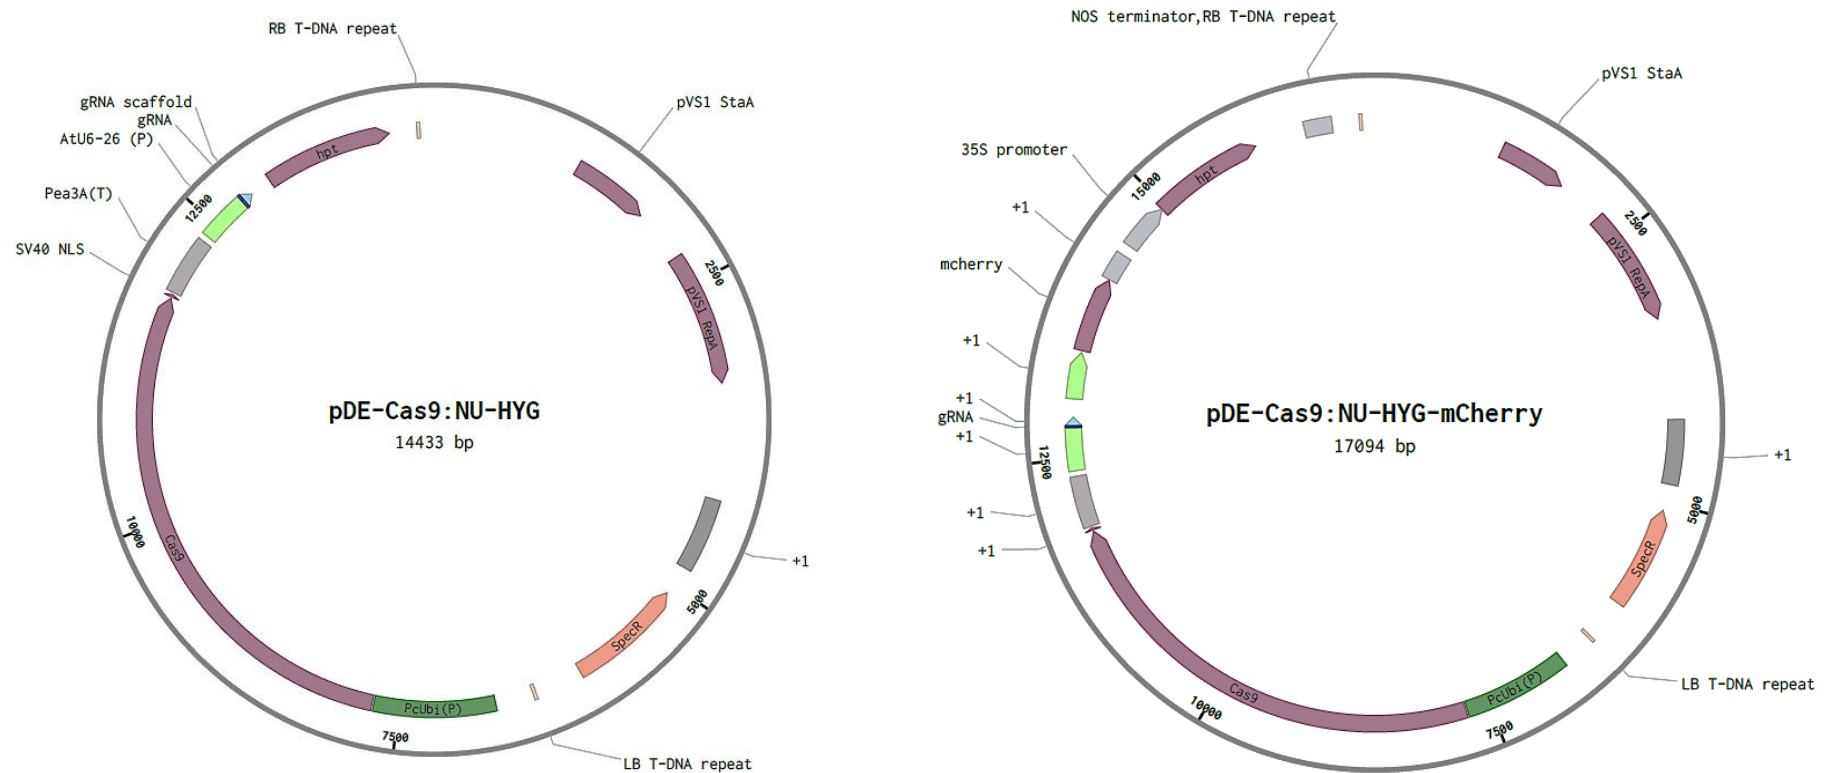 RB T-DNA repeat
gRNA scaffold
gRNA
AtU6-26 (P)
Pea3A(T)
SV40 NLS
12500
hpt
pVS1 StaA
2500
pVS1 RepA
pDE-Cas9:NU-HYG
14433 bp
10000
Cas9
+1
5000
SpecR
PcUbi(P)
7500
LB T-DNA repeat
NOS terminator,RB T-DNA repeat
pVS1 StaA
35S promoter
15000
hpt
+1
mcherry
+1
+1
gRNA
+1
12500
+1
+1
2500
pVS1 RepA
pDE-Cas9:NU-HYG-mCherry
17094 bp
+1
5000
SpecR
LB T-DNA repeat
PcUbi(P)
Cas9
10000
7500